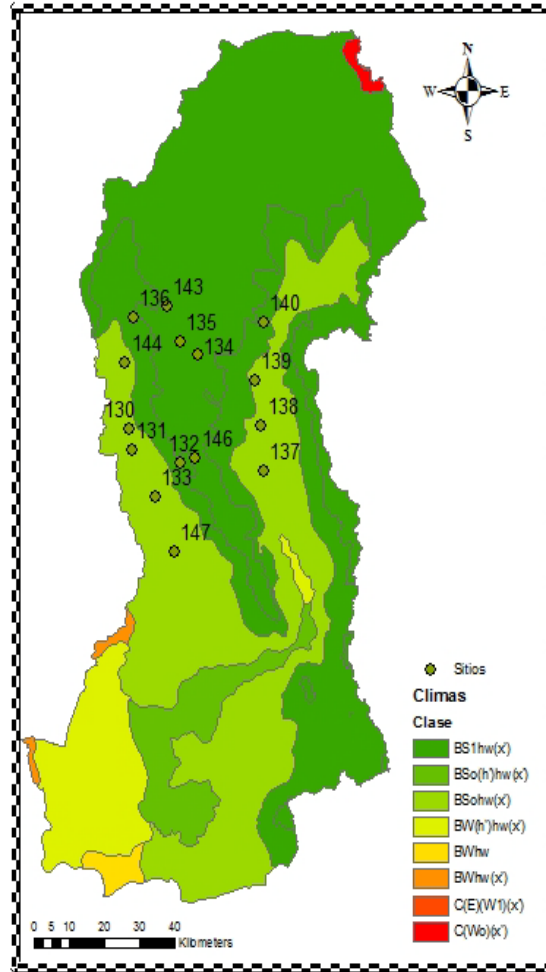 N
W E
S
143
136
140
135
134
144
139
130
138
131
132 146
137
133
147
Sitios
Climas
Clase
BS1hw(x')
BSo(h')hw(x')
BSohw(x')
BW(h')hw(x')
BWhw
BWhw(x')
C(E)(W1)(x')
C(Wo)(x')
0 5 10 20 30 40
Kilometers